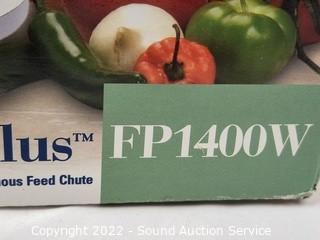 lus™
FP1400W
ous Feed Chute
Copyright 2022 - Sound Auction Service